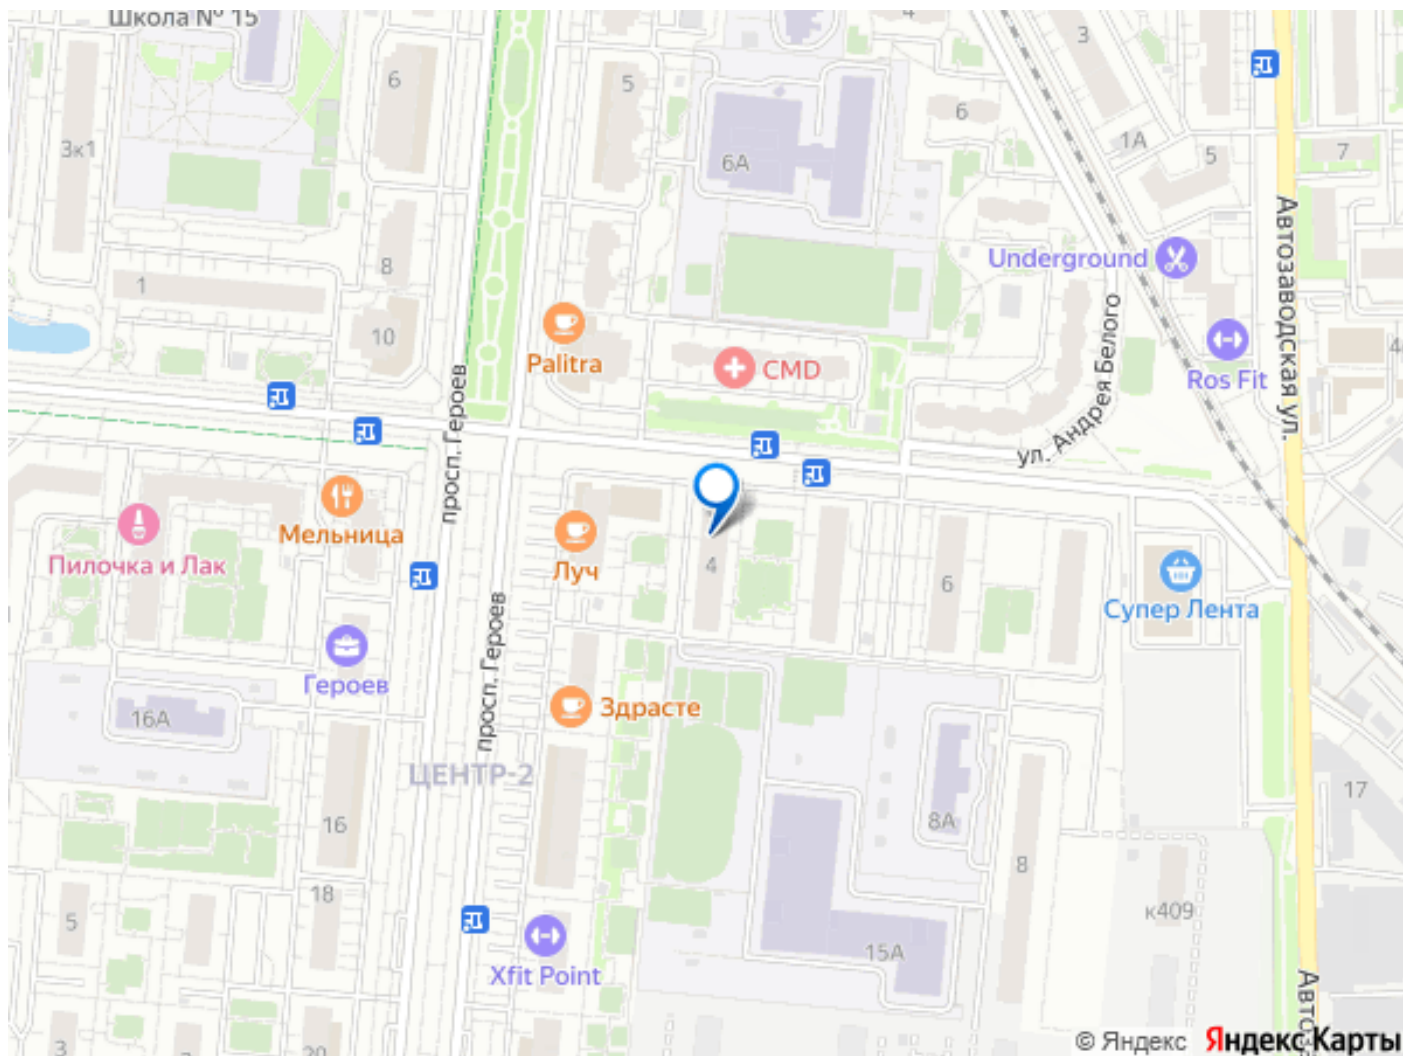 Школа № 15
4
3
6
5
6
3к1
6А
1А
5
7
Underground
8
1
10
Palitra
CMD
Ros Fit
Автозаводская ул.
просп. Героев
ул. Андрея Белого
Мельница
Пилочка и Лак
Луч
4
6
Супер Лента
просп. Героев
Героев
Здрасте
16А
ЦЕНТР-2
17
16
8А
8
18
5
к409
15А
Xfit Point
3
20
© Яндекс Яндекс Карты